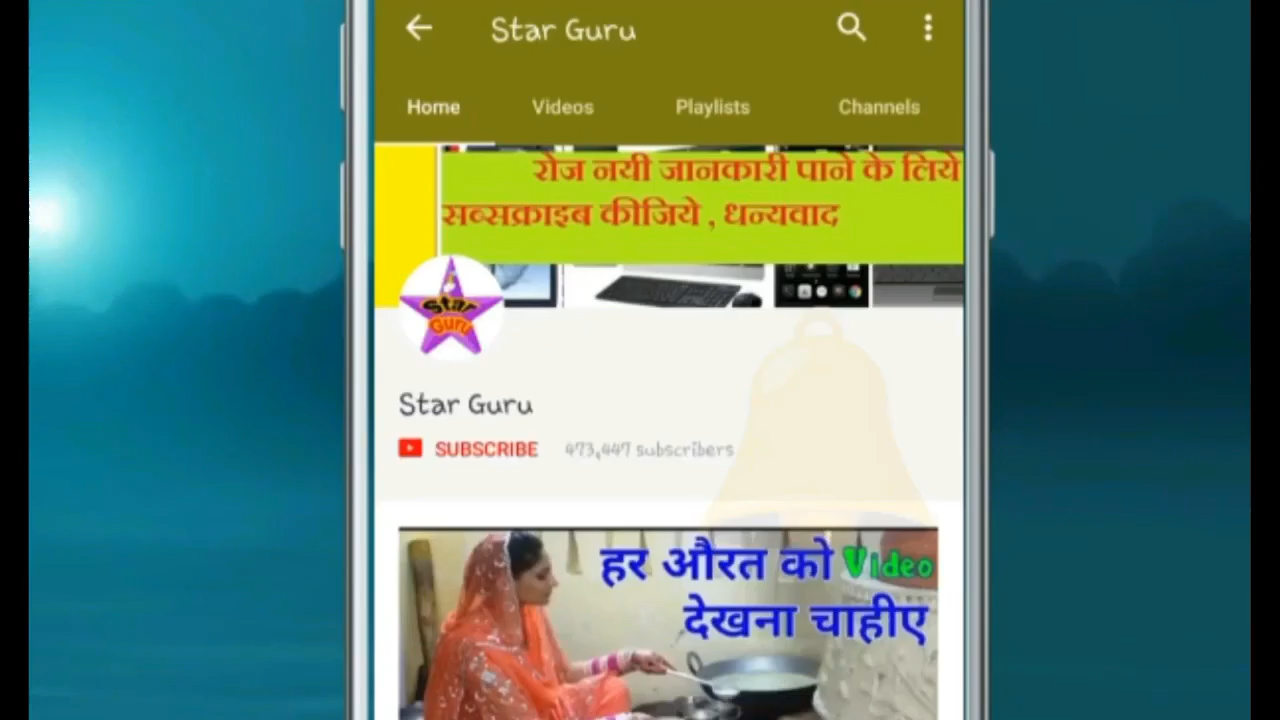 Star Guru
Home Videos Playlists Channels
रोज नयी जानकारी पाने के लिये
सब्सक्राइब कीजिये , धन्यवाद
Star
Guru
Star Guru
SUBSCRIBE 473,447 subscribers
हर औरत को Video
देखना चाहीए